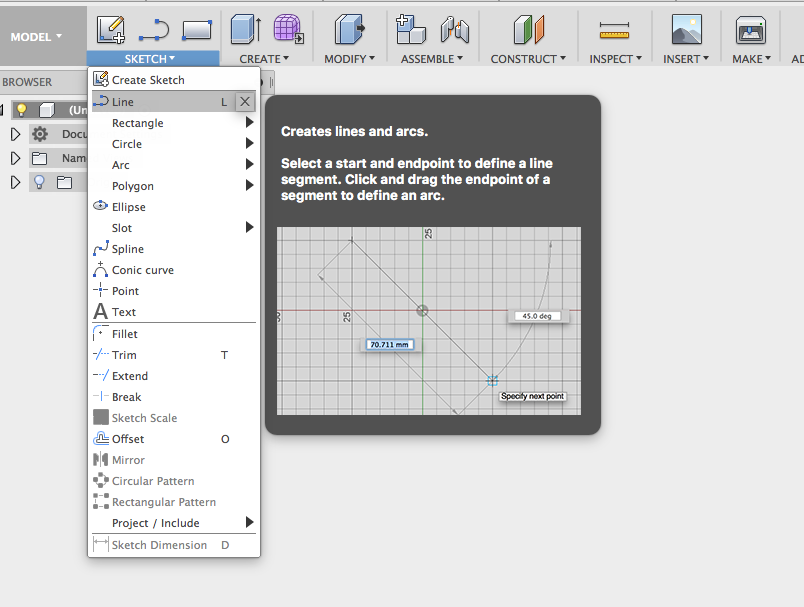 MODEL
SKETCH
CREATE
MODIFY
ASSEMBLE
CONSTRUCT
INSPECT
INSERT
MAKE
AD
BROWSER
(Un
Docu
Nam
Create Sketch
Line L
Rectangle
Circle
Arc
Polygon
Ellipse
Slot
Spline
Conic curve
Point
Text
Fillet
Trim T
Extend
Break
Sketch Scale
Offset O
Mirror
Circular Pattern
Rectangular Pattern
Project / Include
Sketch Dimension D
Creates lines and arcs.
Select a start and endpoint to define a line
segment. Click and drag the endpoint of a
segment to define an arc.
25
25
45.0 deg
70.711 mm
Specify next point